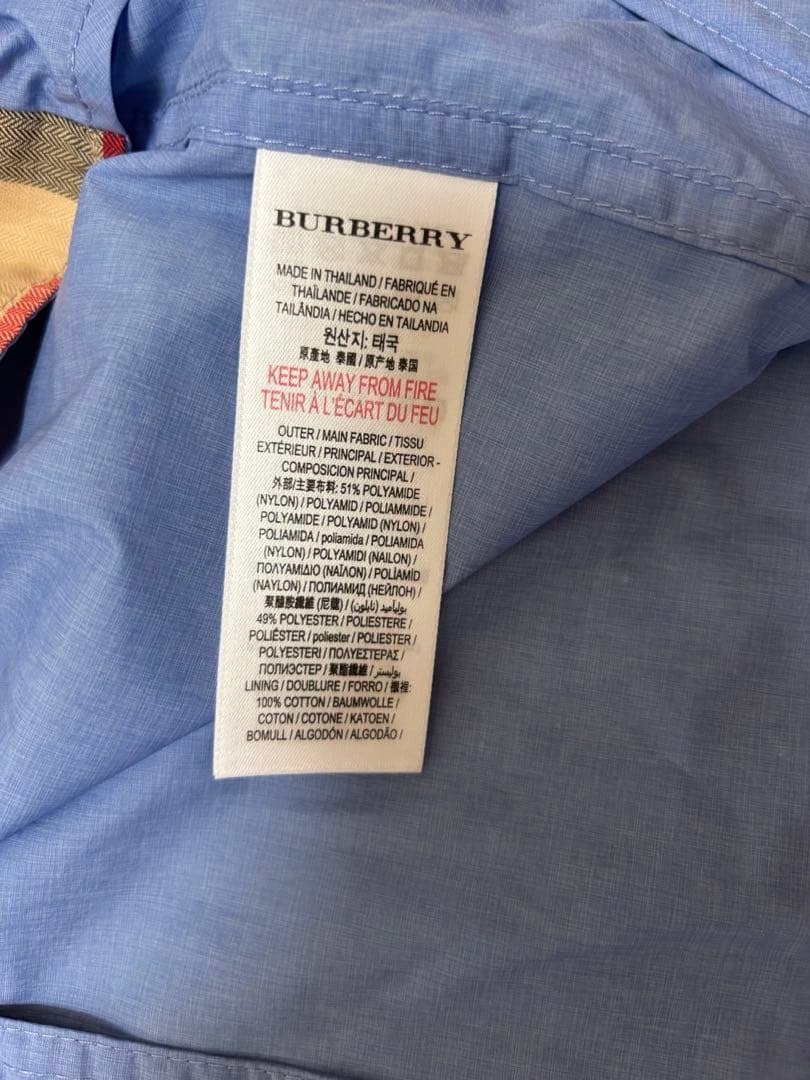 BURBERRY
MADE IN THAILAND / FABRIQUÉ EN
THAÏLANDE / FABRICADO NA
TAILÂNDIA / HECHO EN TAILANDIA
원산지: 태국
原產地 泰國 / 原产地 泰国
KEEP AWAY FROM FIRE
TENIR À L'ÉCART DU FEU
OUTER / MAIN FABRIC / TISSU
EXTÉRIEUR / PRINCIPAL / EXTERIOR -
COMPOSICION PRINCIPAL /
外部/主要布料: 51% POLYAMIDE
(NYLON) / POLYAMID / POLIAMMIDE /
POLYAMIDE / POLYAMID (NYLON) /
POLIAMIDA / poliamida / POLIAMIDA
(NYLON) / POLYAMIDI (NAILON) /
ΠΟΛΥΑΜΙΔΙΟ (ΝΑΪΛΟΝ) / POLİAMİD
(NAYLON) / ПОЛИАМИД (НЕЙЛОН) /
聚醯胺纖維 (尼龍) / بولياميد (نايلون) /
49% POLYESTER / POLIESTERE /
POLIÉSTER / poliester / POLIESTER /
POLYESTERI / ΠΟΛΥΕΣΤΕΡΑΣ /
ПОЛИЭСТЕР / 聚酯纖維 / بوليستر /
LINING / DOUBLURE / FORRO / 襯裡:
100% COTTON / BAUMWOLLE /
COTON / COTONE / KATOEN /
BOMULL / ALGODÓN / ALGODÃO /